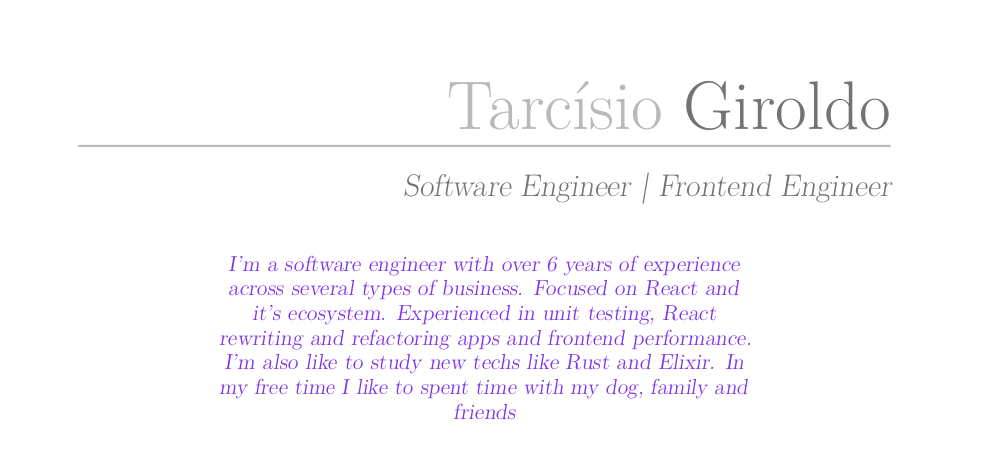 Tarcísio Giroldo
Software Engineer | Frontend Engineer
I'm a software engineer with over 6 years of experience
across several types of business. Focused on React and
it's ecosystem. Experienced in unit testing, React
rewriting and refactoring apps and frontend performance.
I'm also like to study new techs like Rust and Elixir. In
my free time I like to spent time with my dog, family and
friends